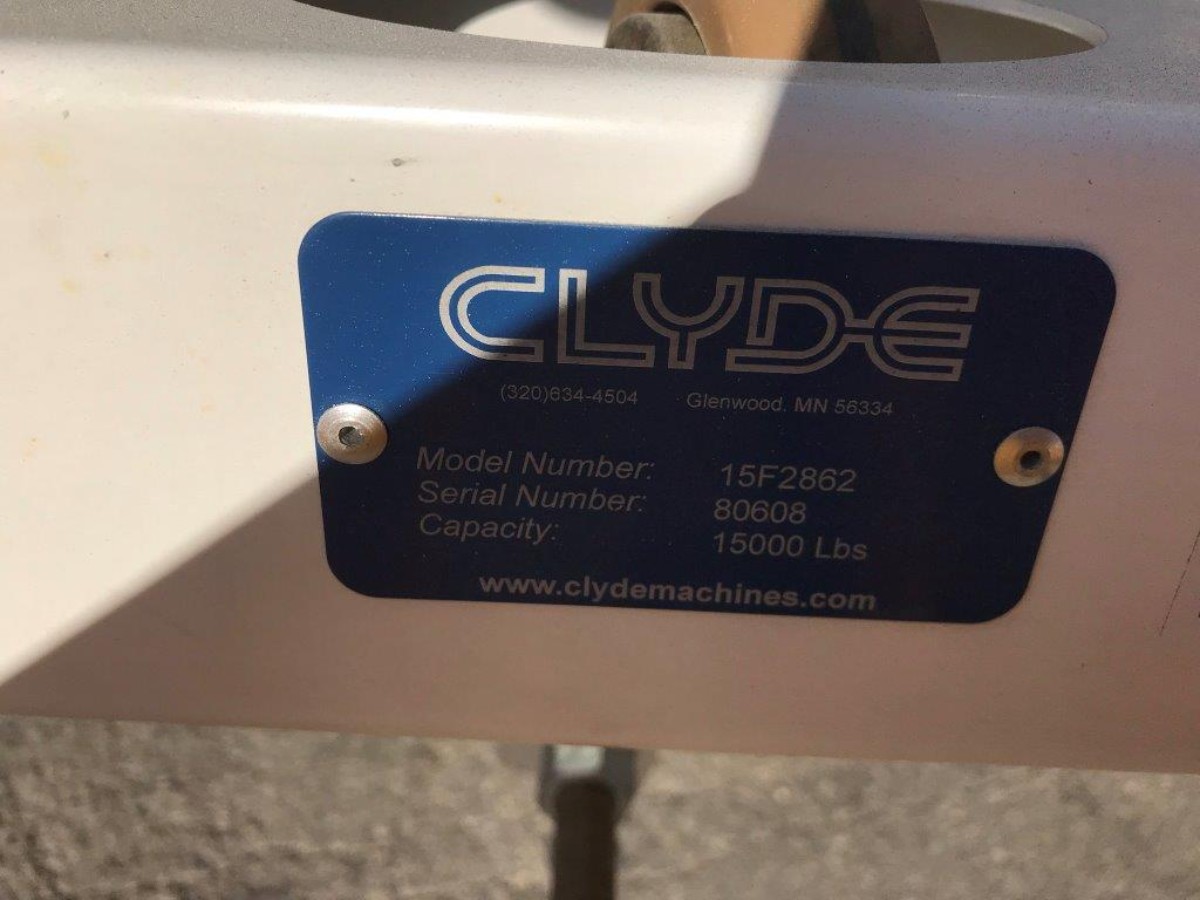 CLYDE
(320)634-4504 Glenwood, MN 56334
Model Number: 15F2862
Serial Number: 80608
Capacity: 15000 Lbs
www.clydemachines.com